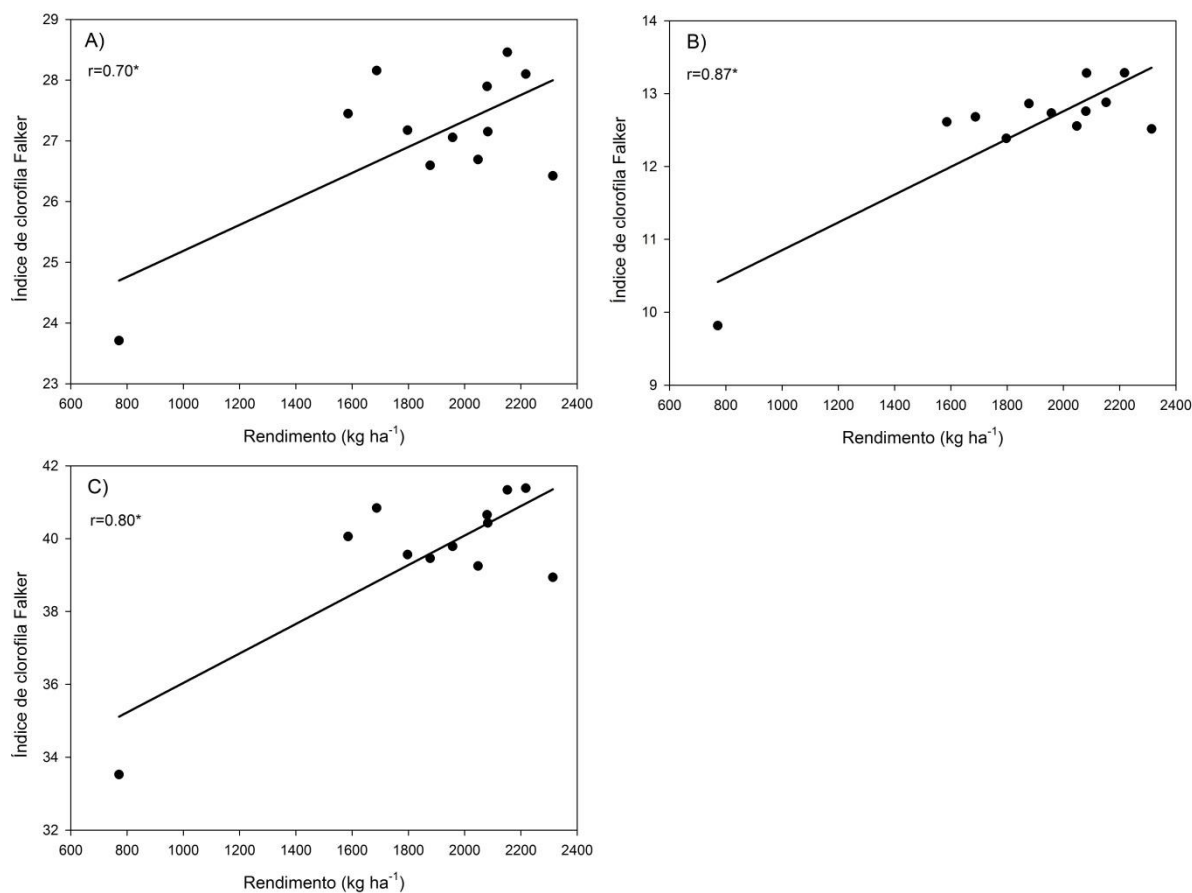 A)
r=0.70*
Índice de clorofila Falker
29
28
27
26
25
24
23
600 800 1000 1200 1400 1600 1800 2000 2200 2400
Rendimento (kg ha⁻¹)
B)
r=0.87*
Índice de clorofila Falker
14
13
12
11
10
9
600 800 1000 1200 1400 1600 1800 2000 2200 2400
Rendimento (kg ha⁻¹)
C)
r=0.80*
Índice de clorofila Falker
42
40
38
36
34
32
600 800 1000 1200 1400 1600 1800 2000 2200 2400
Rendimento (kg ha⁻¹)